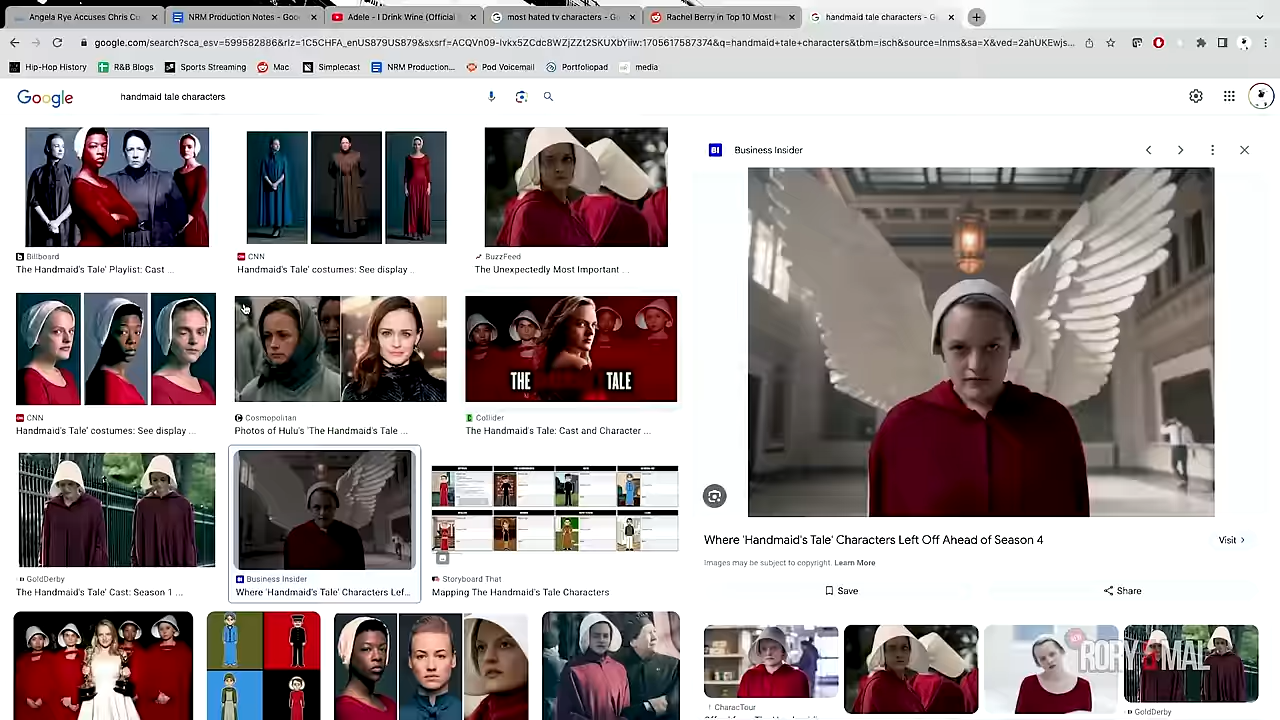 Angela Rye Accuses Chris Cu
NRM Production Notes - Goo
Adele - I Drink Wine (Official
most hated tv characters - Go
Rachel Berry in Top 10 Most
handmaid tale characters - G
Hip-Hop History
R&B Blogs
Sports Streaming
Mac
Simplecast
NRM Production...
Pod Voicemail
Portfoliopad
media
Google
handmaid tale characters
BI
Business Insider
Billboard
The Handmaid's Tale' Playlist: Cast ...
CNN
Handmaid's Tale' costumes: See display ..
BuzzFeed
The Unexpectedly Most Important ..
THE
TALE
CNN
Handmaid's Tale' costumes: See display ...
Cosmopolitan
Photos of Hulu's 'The Handmaid's Tale ...
Collider
The Handmaid's Tale: Cast and Character ...
GoldDerby
The Handmaid's Tale' Cast: Season 1 ...
Business Insider
Where 'Handmaid's Tale' Characters Lef...
Storyboard That
Mapping The Handmaid's Tale Characters
Where 'Handmaid's Tale' Characters Left Off Ahead of Season 4
Visit
Images may be subject to copyright. Learn More
Save
Share
NEW
RORY & MAL
CharacTour
GoldDerby